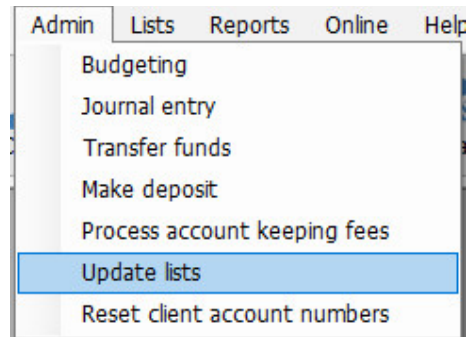 Admin Lists Reports Online Help
Budgeting
Journal entry
Transfer funds
Make deposit
Process account keeping fees
Update lists
Reset client account numbers